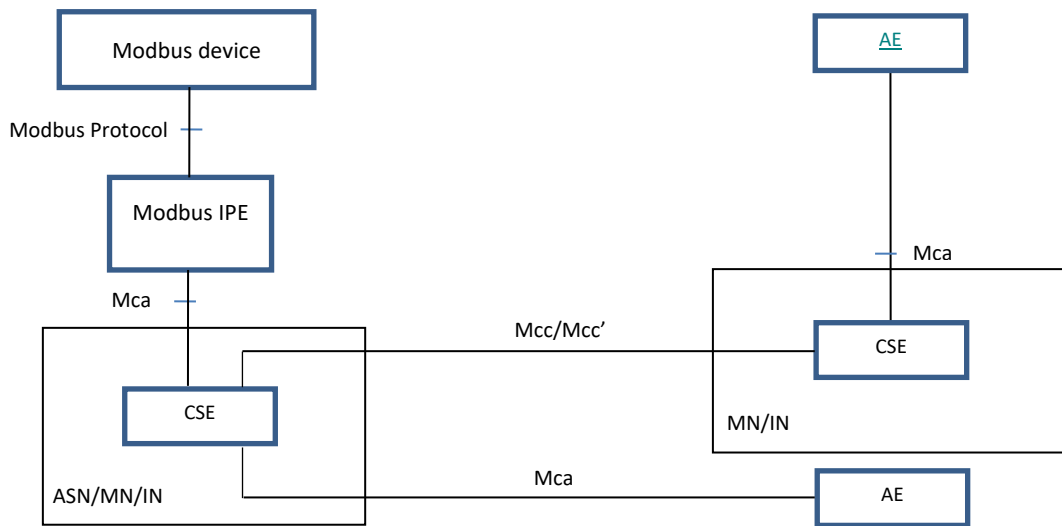 Modbus device
AE
Modbus Protocol
Modbus IPE
Mca
Mca
Mcc/Mcc’
CSE
CSE
MN/IN
Mca
ASN/MN/IN
AE